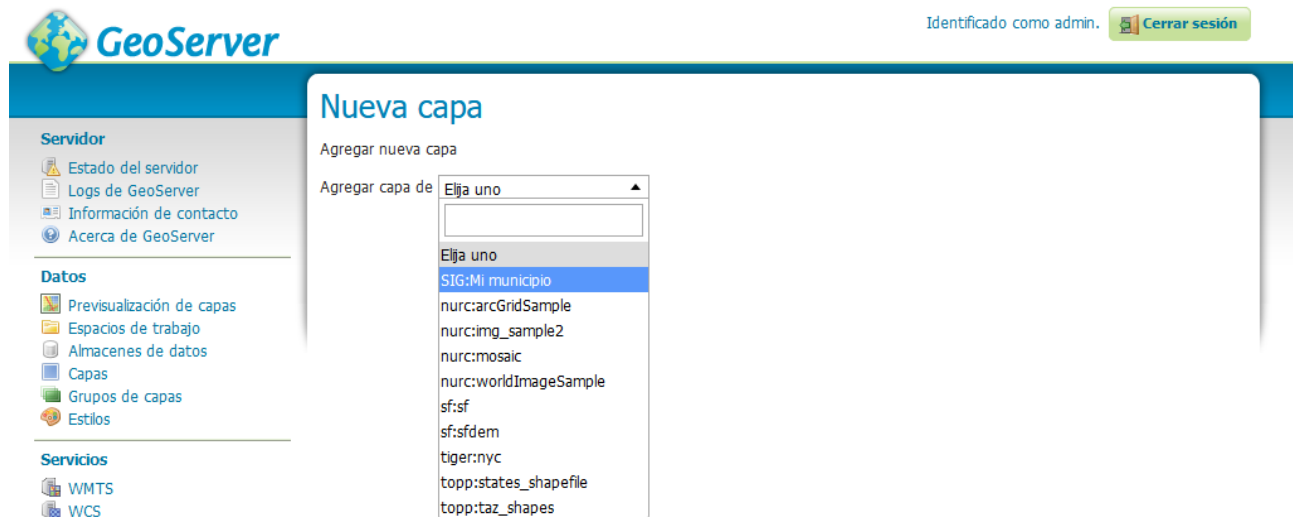 GeoServer
Identificado como admin.
Cerrar sesión
Servidor
Estado del servidor
Logs de GeoServer
Información de contacto
Acerca de GeoServer
Datos
Previsualización de capas
Espacios de trabajo
Almacenes de datos
Capas
Grupos de capas
Estilos
Servicios
WMTS
WCS
Nueva capa
Agregar nueva capa
Agregar capa de Elija uno
Elija uno
SIG:Mi municipio
nurc:arcGridSample
nurc:img_sample2
nurc:mosaic
nurc:worldImageSample
sf:sf
sf:sfdem
tiger:nyc
topp:states_shapefile
topp:taz_shapes